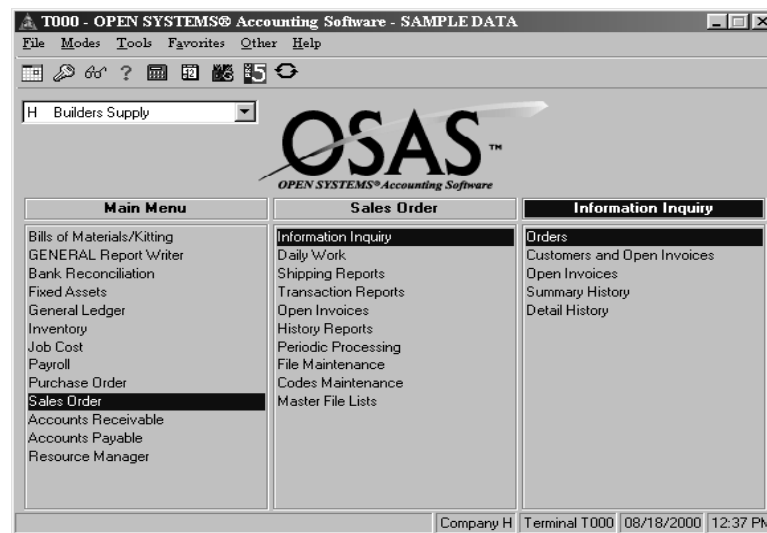 T000 - OPEN SYSTEMS® Accounting Software - SAMPLE DATA
File Modes Tools Favorites Other Help
H Builders Supply
OSAS™
OPEN SYSTEMS® Accounting Software
Main Menu
Bills of Materials/Kitting
GENERAL Report Writer
Bank Reconciliation
Fixed Assets
General Ledger
Inventory
Job Cost
Payroll
Purchase Order
Sales Order
Accounts Receivable
Accounts Payable
Resource Manager
Sales Order
Information Inquiry
Daily Work
Shipping Reports
Transaction Reports
Open Invoices
History Reports
Periodic Processing
File Maintenance
Codes Maintenance
Master File Lists
Information Inquiry
Orders
Customers and Open Invoices
Open Invoices
Summary History
Detail History
Company H Terminal T000 08/18/2000 12:37 PM